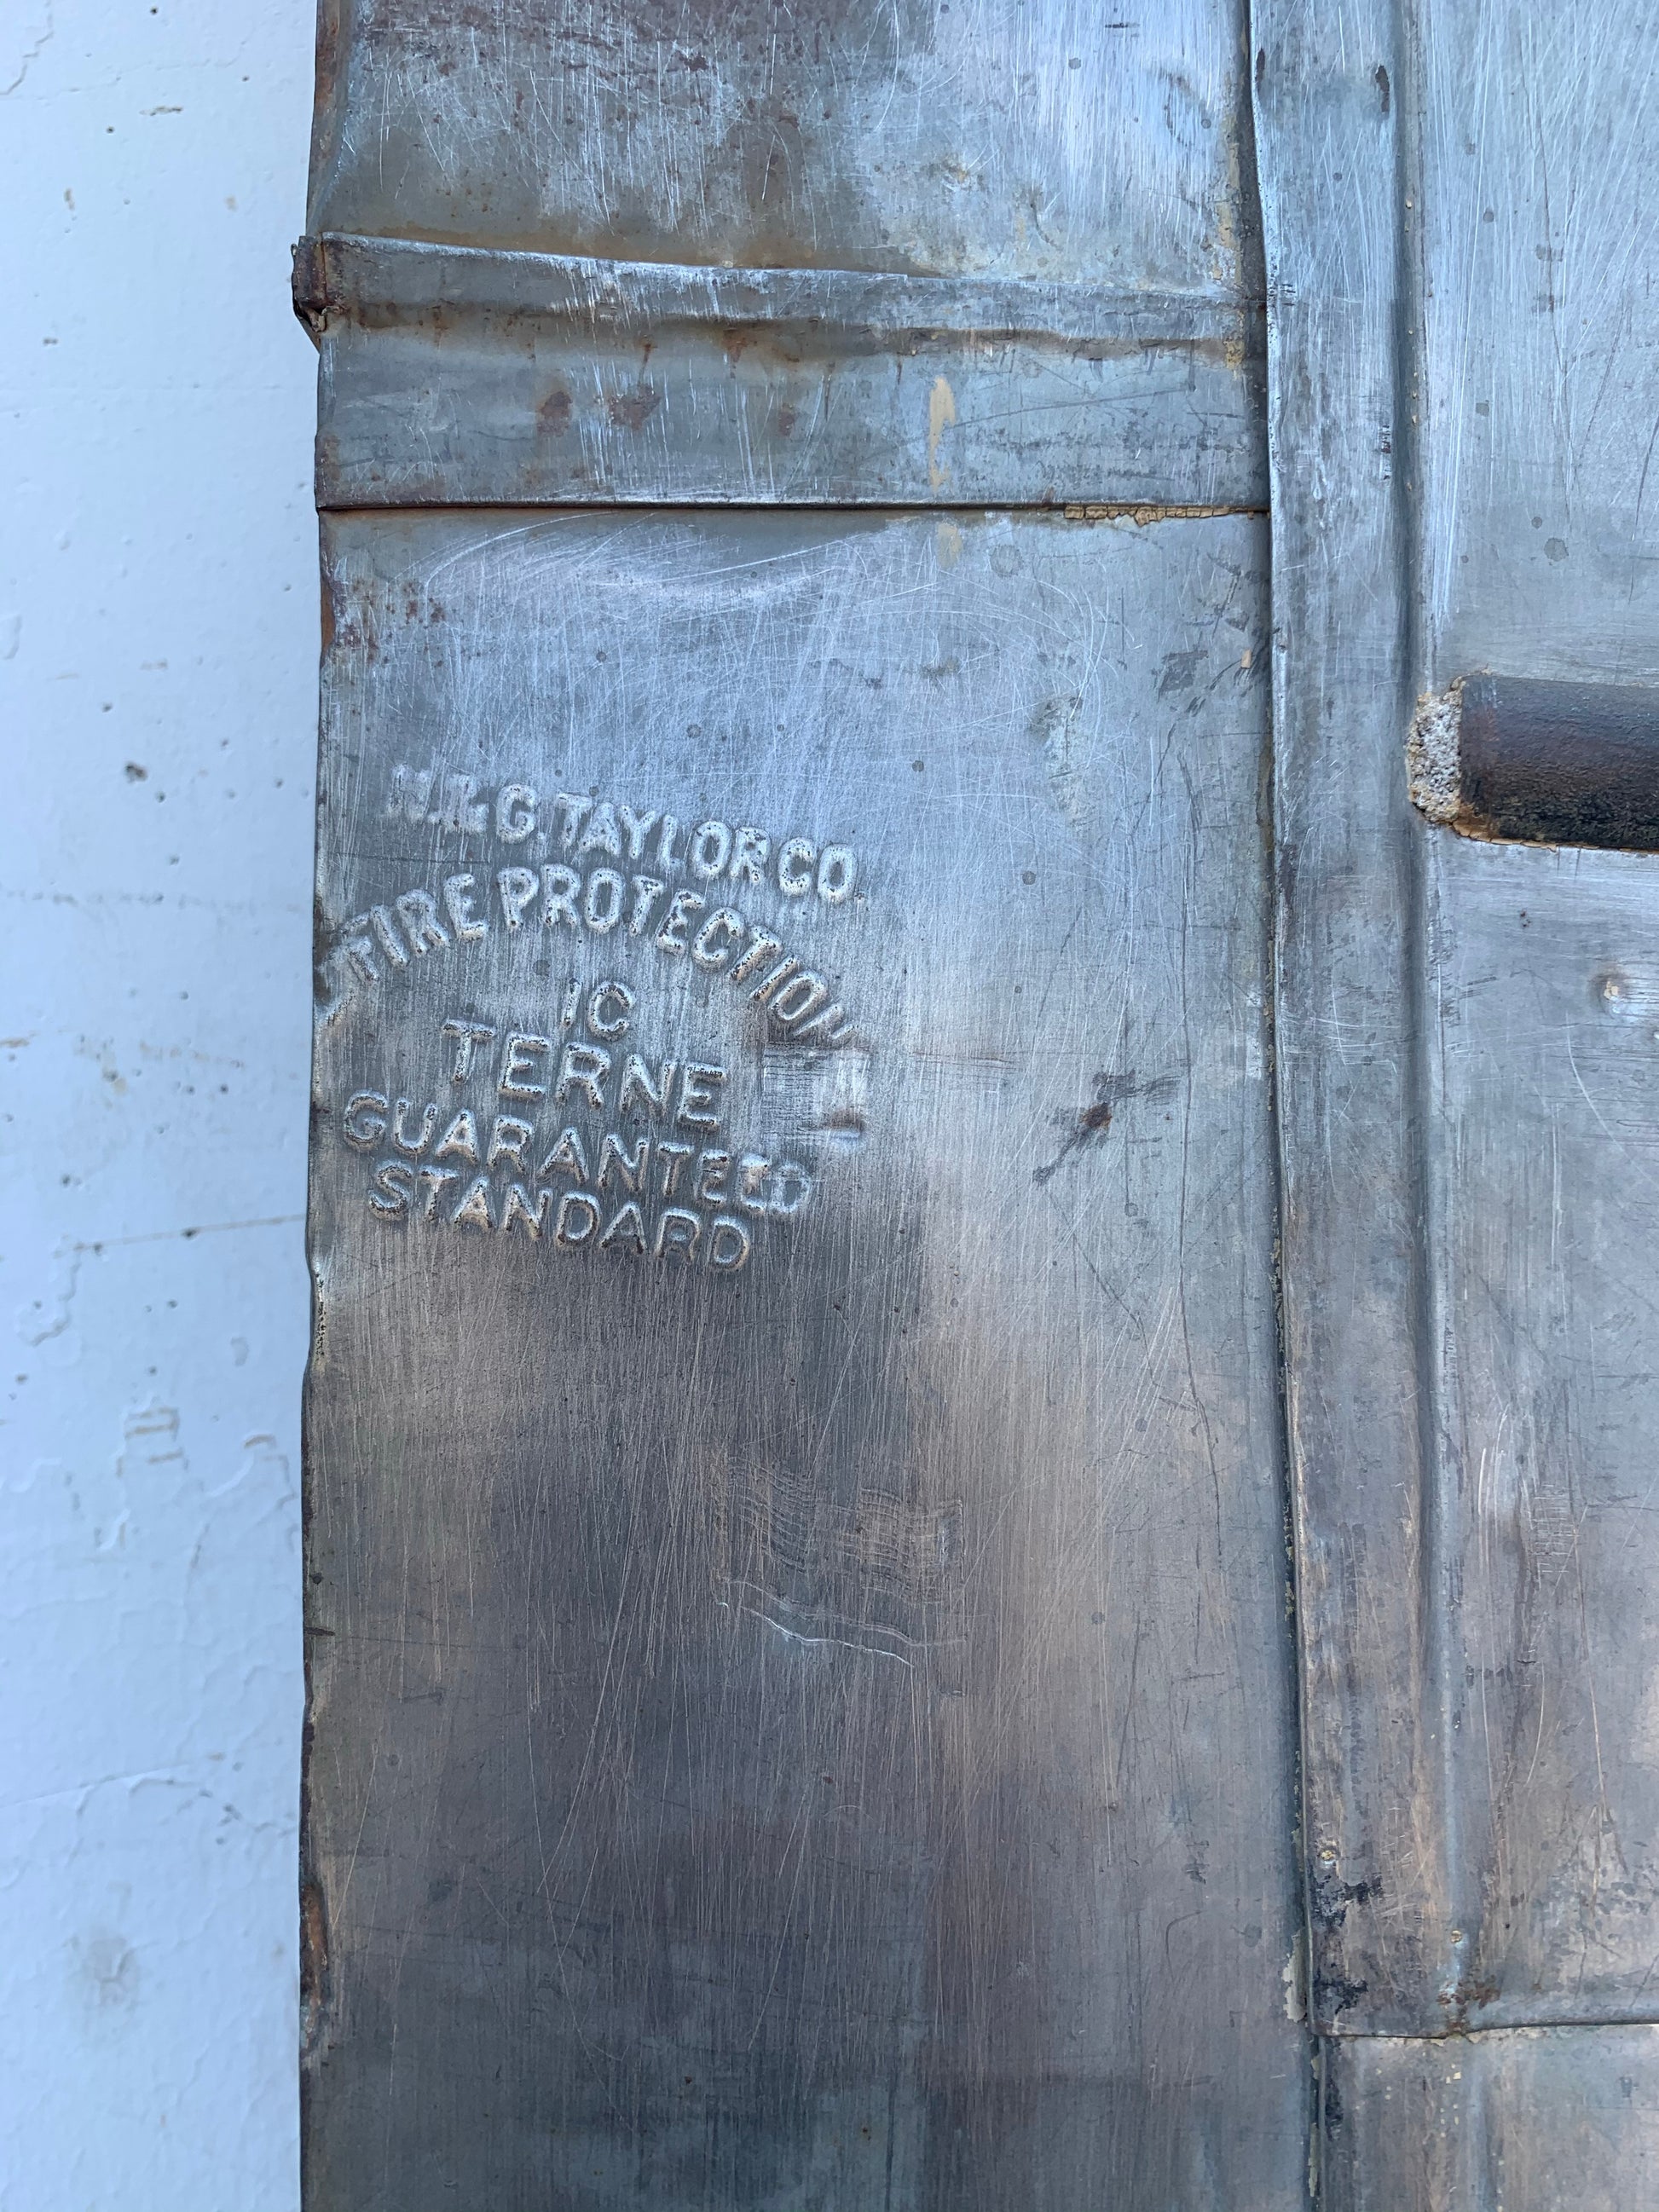 N.& G. TAYLOR CO.
FIRE PROTECTION
IC
TERNE
GUARANTEED
STANDARD